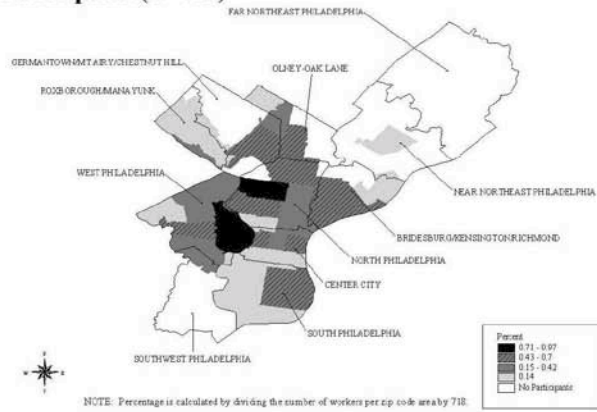 FAR NORTHEAST PHILADELPHIA
GERMANTOWN/MT AIRY/CHESTNUT HILL
OLNEY-OAK LANE
ROXBOROUGH/MANAYUNK
WEST PHILADELPHIA
NEAR NORTHEAST PHILADELPHIA
BRIDESBURG/KENSINGTON/RICHMOND
NORTH PHILADELPHIA
CENTER CITY
SOUTH PHILADELPHIA
SOUTHWEST PHILADELPHIA
N
W E
S
Percent
0.71 - 0.97
0.43 - 0.7
0.15 - 0.42
0.14
No Participants
NOTE: Percentage is calculated by dividing the number of workers per zip code area by 718.